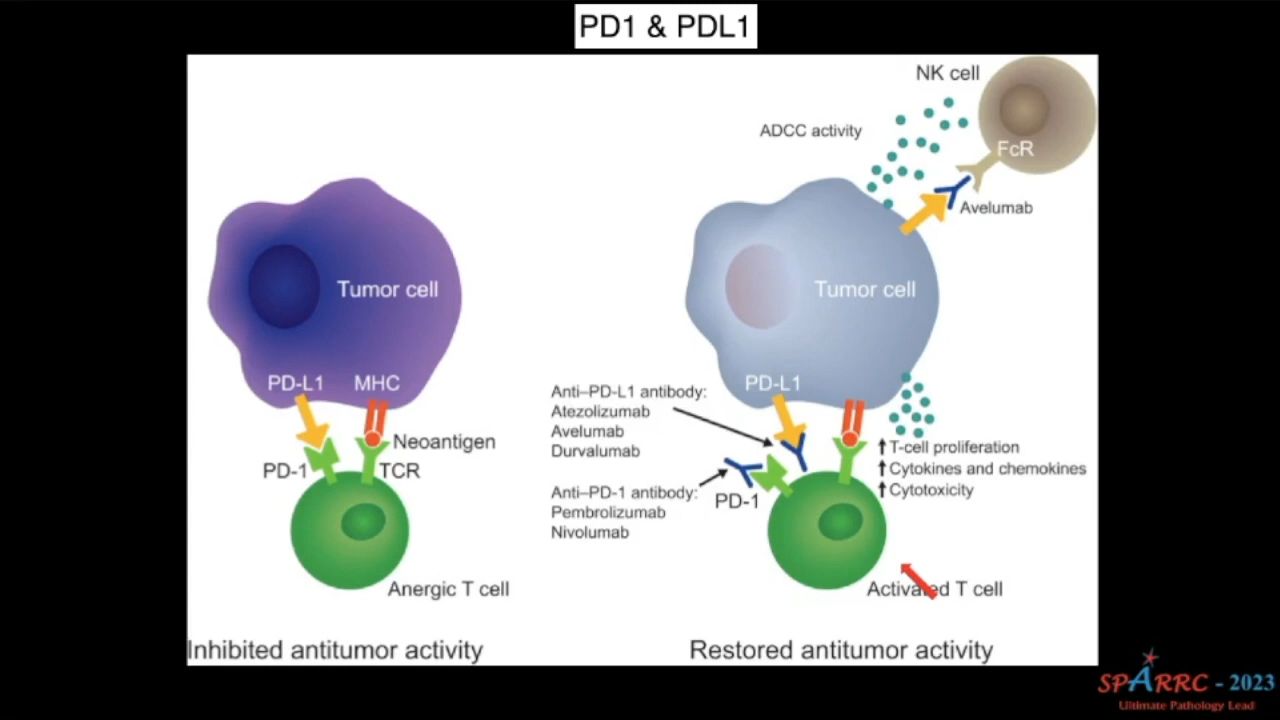 PD1 & PDL1
NK cell
ADCC activity
FcR
Avelumab
Tumor cell
PD-L1 MHC
Neoantigen
PD-1 TCR
Anergic T cell
Inhibited antitumor activity
Tumor cell
PD-L1
Anti–PD-L1 antibody:
Atezolizumab
Avelumab
Durvalumab
Anti–PD-1 antibody:
Pembrolizumab
Nivolumab
PD-1
T-cell proliferation
Cytokines and chemokines
Cytotoxicity
Activated T cell
Restored antitumor activity
SPARRC - 2023
Ultimate Pathology Lead